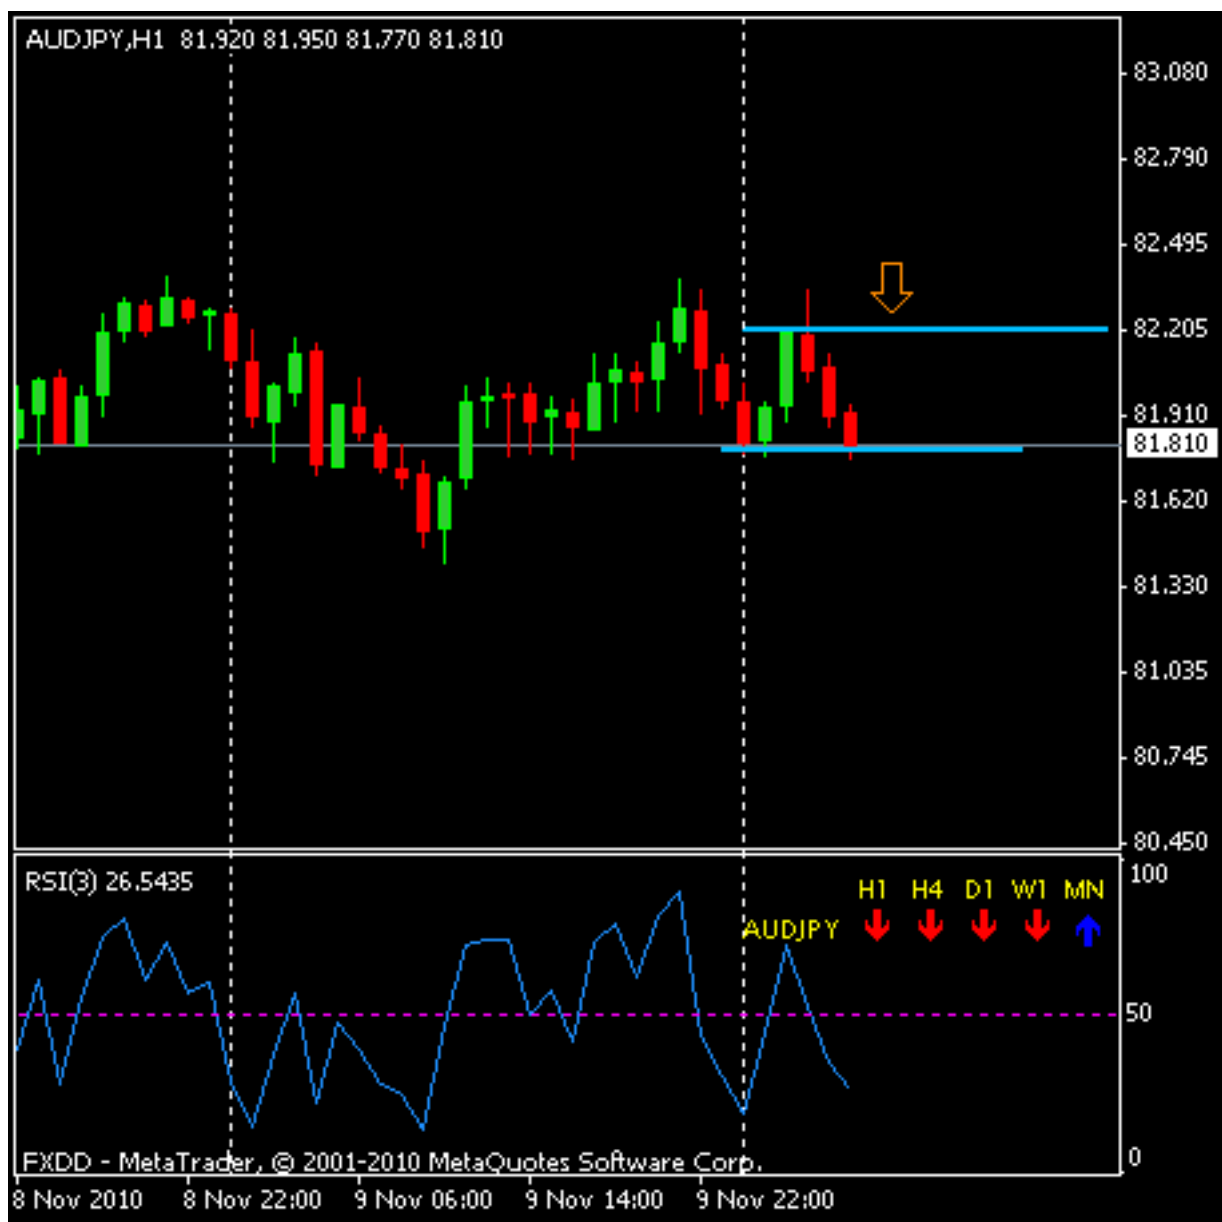 AUDJPY,H1 81.920 81.950 81.770 81.810
83.080
82.790
82.495
82.205
81.910
81.810
81.620
81.330
81.035
80.745
80.450
RSI(3) 26.5435
100
H1 H4 D1 W1 MN
AUDJPY
50
FXDD - MetaTrader, © 2001-2010 MetaQuotes Software Corp.
0
8 Nov 2010 8 Nov 22:00 9 Nov 06:00 9 Nov 14:00 9 Nov 22:00